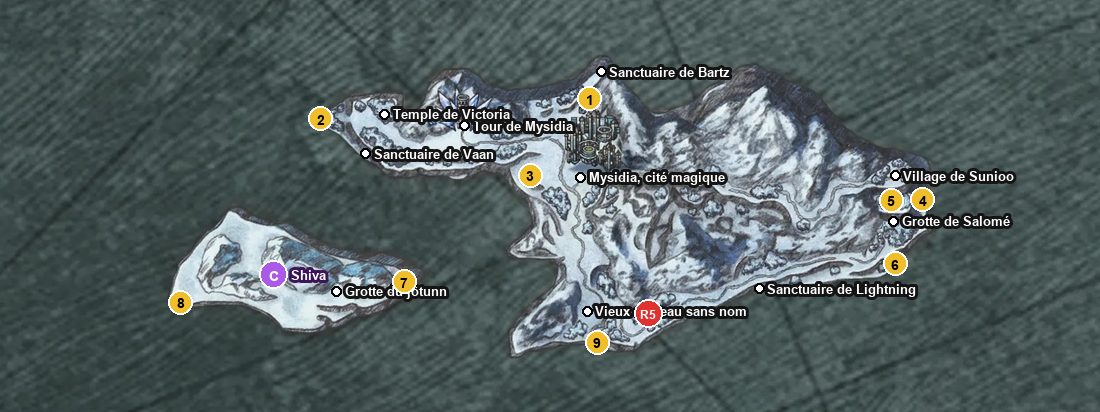 Sanctuaire de Bartz
1
Temple de Victoria
2
Tour de Mysidia
Sanctuaire de Vaan
3
Mysidia, cité magique
Village de Sunioo
5
4
Grotte de Salomé
6
C
Shiva
7
Grotte du Jotunn
8
Sanctuaire de Lightning
Vieux
R5
eau sans nom
9